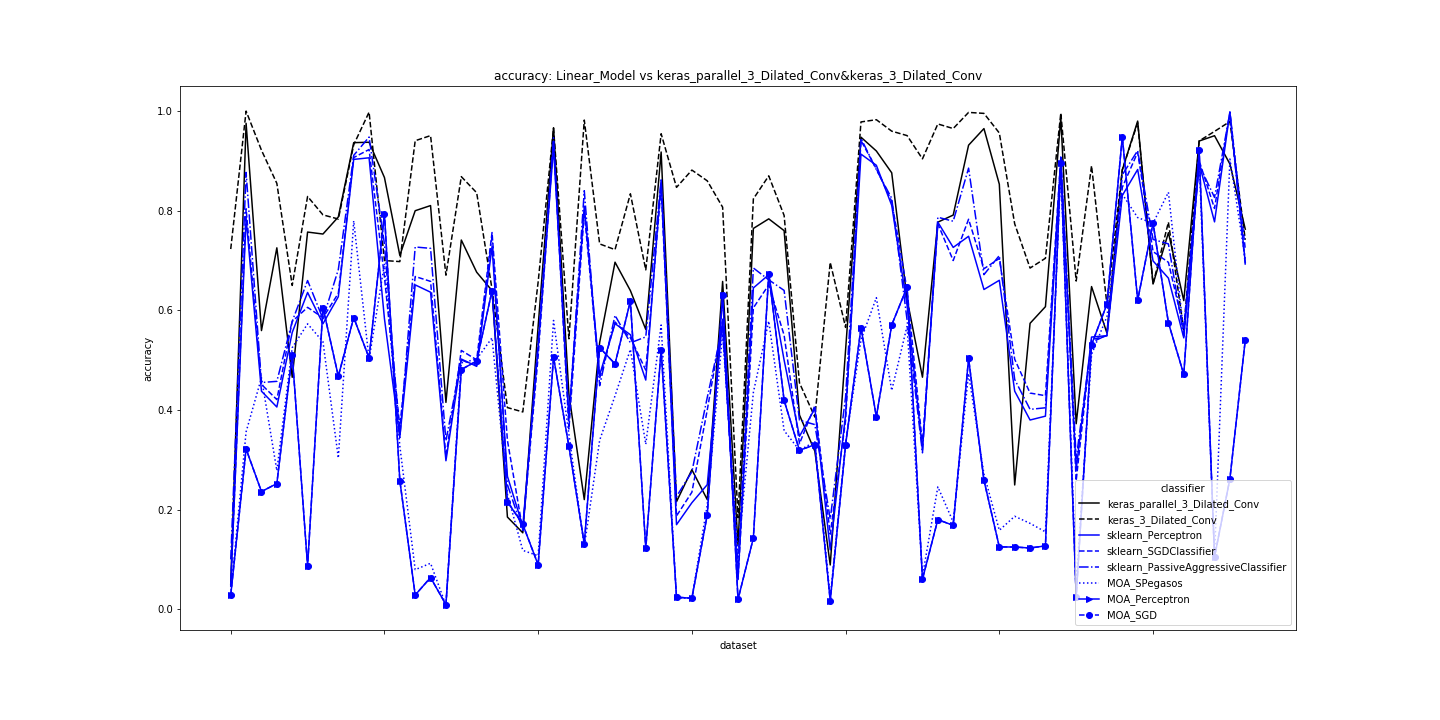 accuracy: Linear_Model vs keras_parallel_3_Dilated_Conv&keras_3_Dilated_Conv
1.0
0.8
0.6
0.4
0.2
0.0
accuracy
dataset
classifier
keras_parallel_3_Dilated_Conv
keras_3_Dilated_Conv
sklearn_Perceptron
sklearn_SGDClassifier
sklearn_PassiveAggressiveClassifier
MOA_SPegasos
MOA_Perceptron
MOA_SGD